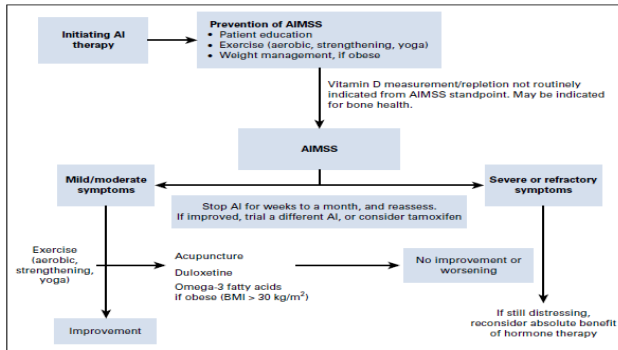 Initiating AI
therapy
Prevention of AIMSS
• Patient education
• Exercise (aerobic, strengthening, yoga)
• Weight management, if obese
Vitamin D measurement/repletion not routinely
indicated from AIMSS standpoint. May be indicated
for bone health.
AIMSS
Mild/moderate
symptoms
Severe or refractory
symptoms
Stop AI for weeks to a month, and reassess.
If improved, trial a different AI, or consider tamoxifen
Exercise
(aerobic,
strengthening,
yoga)
Acupuncture
Duloxetine
Omega-3 fatty acids
if obese (BMI > 30 kg/m²)
No improvement or
worsening
Improvement
If still distressing,
reconsider absolute benefit
of hormone therapy